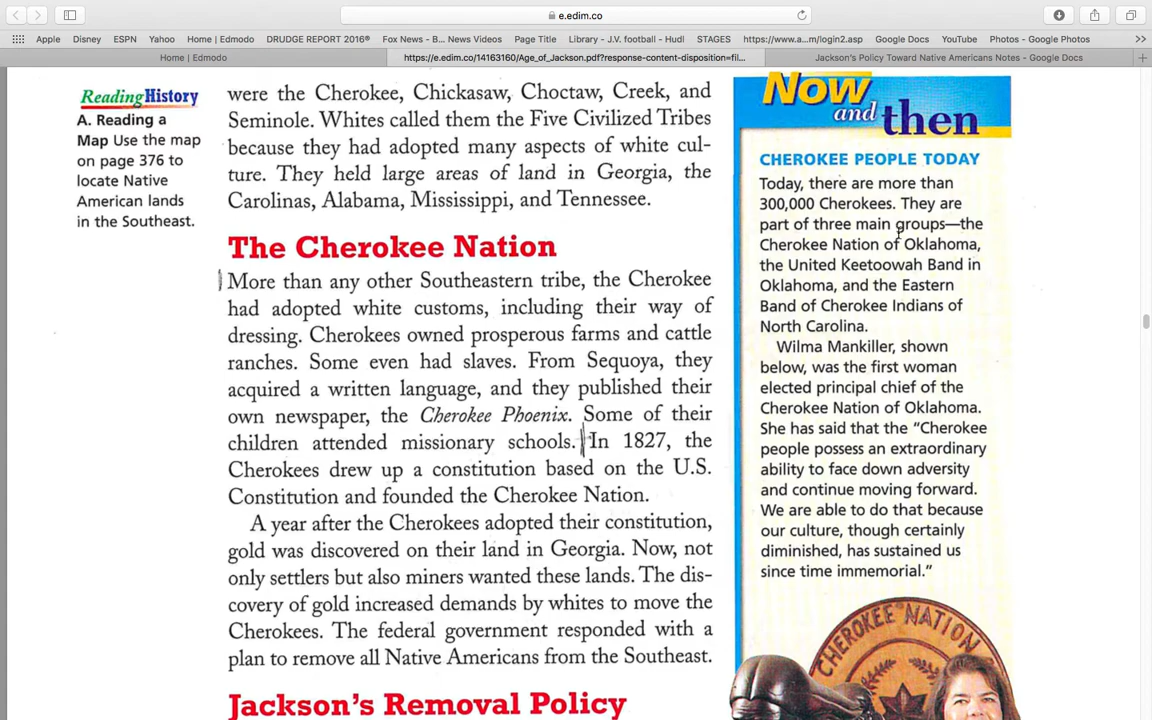 e.edim.co
Apple Disney ESPN Yahoo Home | Edmodo DRUDGE REPORT 2016® Fox News - B... News Videos Page Title Library - J.V. football - Hudl STAGES https://www.a...m/login2.asp Google Docs YouTube Photos - Google Photos >>
Home | Edmodo https://e.edim.co/14163160/Age_of_Jackson.pdf?response-content-disposition=fil... Jackson's Policy Toward Native Americans Notes - Google Docs +
ReadingHistory
A. Reading a
Map Use the map
on page 376 to
locate Native
American lands
in the Southeast.
were the Cherokee, Chickasaw, Choctaw, Creek, and
Seminole. Whites called them the Five Civilized Tribes
because they had adopted many aspects of white cul-
ture. They held large areas of land in Georgia, the
Carolinas, Alabama, Mississippi, and Tennessee.
The Cherokee Nation
More than any other Southeastern tribe, the Cherokee
had adopted white customs, including their way of
dressing. Cherokees owned prosperous farms and cattle
ranches. Some even had slaves. From Sequoya, they
acquired a written language, and they published their
own newspaper, the Cherokee Phoenix. Some of their
children attended missionary schools. In 1827, the
Cherokees drew up a constitution based on the U.S.
Constitution and founded the Cherokee Nation.
A year after the Cherokees adopted their constitution,
gold was discovered on their land in Georgia. Now, not
only settlers but also miners wanted these lands. The dis-
covery of gold increased demands by whites to move the
Cherokees. The federal government responded with a
plan to remove all Native Americans from the Southeast.
Jackson's Removal Policy
Now
and then
CHEROKEE PEOPLE TODAY
Today, there are more than
300,000 Cherokees. They are
part of three main groups—the
Cherokee Nation of Oklahoma,
the United Keetoowah Band in
Oklahoma, and the Eastern
Band of Cherokee Indians of
North Carolina.
Wilma Mankiller, shown
below, was the first woman
elected principal chief of the
Cherokee Nation of Oklahoma.
She has said that the "Cherokee
people possess an extraordinary
ability to face down adversity
and continue moving forward.
We are able to do that because
our culture, though certainly
diminished, has sustained us
since time immemorial."
CHEROKEE NATION